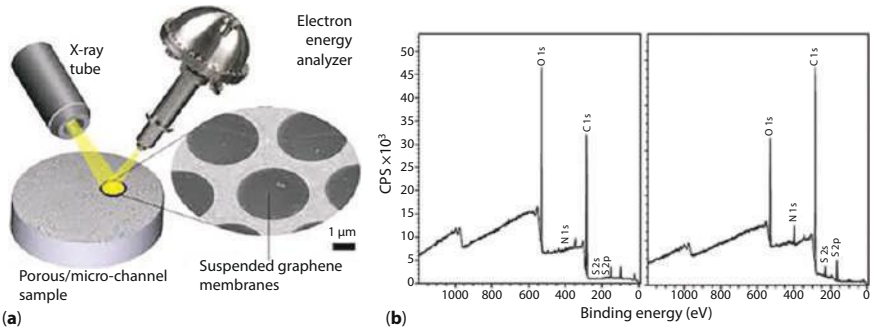 X-ray
tube
Electron
energy
analyzer
1 μm
Porous/micro-channel
sample
Suspended graphene
membranes
(a)
(b)
CPS ×10³
50
45
40
35
30
25
20
15
10
5
0
O 1s
N 1s
C 1s
S 2s
S 2p
1000 800 600 400 200 0
O 1s
N 1s
C 1s
S 2s
S 2p
1000 800 600 400 200 0
Binding energy (eV)